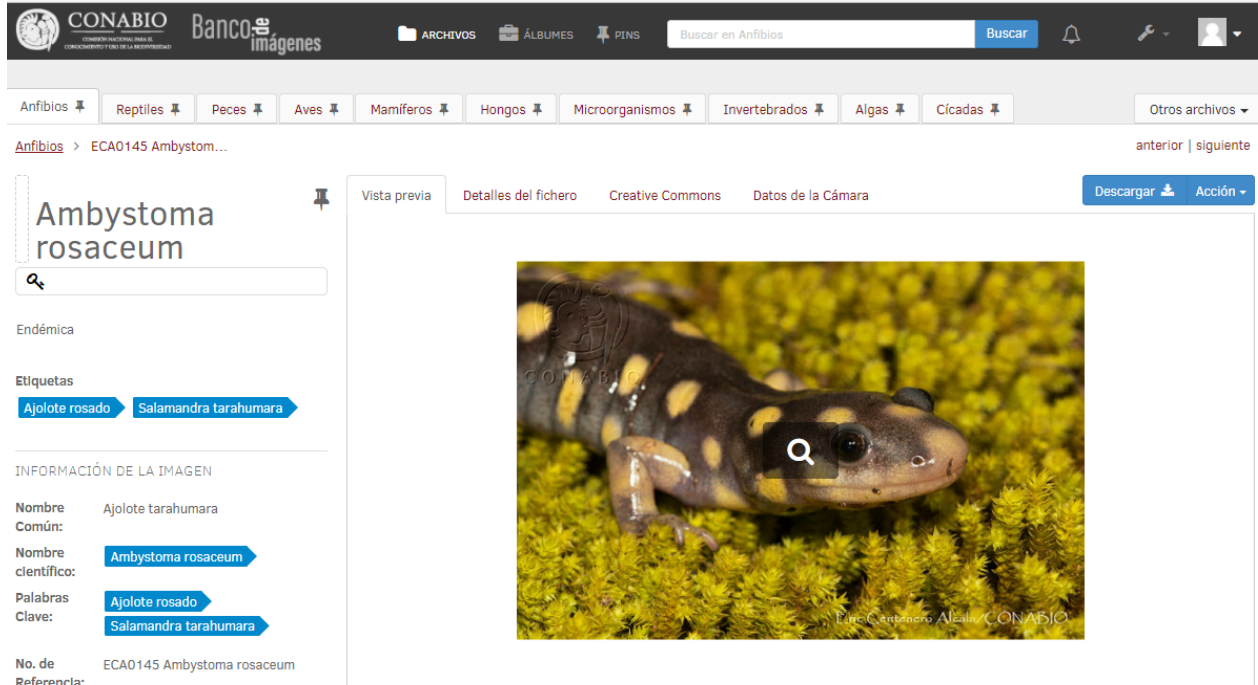 CONABIO
COMISIÓN NACIONAL PARA EL
CONOCIMIENTO Y USO DE LA BIODIVERSIDAD
Banco de
imágenes
ARCHIVOS
ÁLBUMES
PINS
Buscar en Anfibios
Buscar
Anfibios
Reptiles
Peces
Aves
Mamíferos
Hongos
Microorganismos
Invertebrados
Algas
Cícadas
Otros archivos
Anfibios > ECA0145 Ambystom...
anterior | siguiente
Ambystoma
rosaceum
Vista previa
Detalles del fichero
Creative Commons
Datos de la Cámara
Descargar
Acción
Endémica
Etiquetas
Ajolote rosado
Salamandra tarahumara
INFORMACIÓN DE LA IMAGEN
Nombre
Común:
Ajolote tarahumara
Nombre
científico:
Ambystoma rosaceum
Palabras
Clave:
Ajolote rosado
Salamandra tarahumara
No. de
Referencia:
ECA0145 Ambystoma rosaceum
CONABIO
Eric Centenero Alcalá/CONABIO